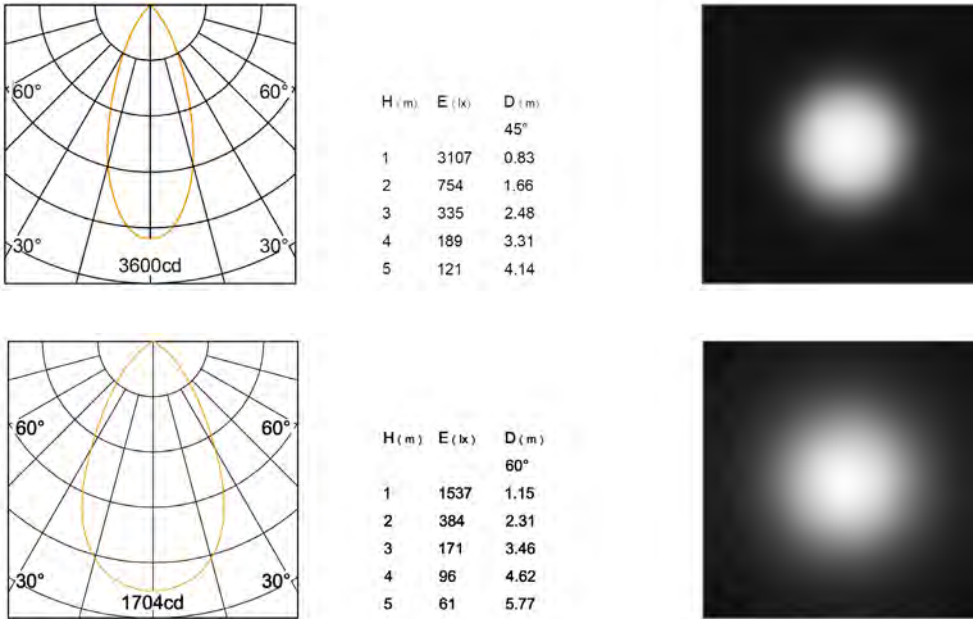 60° 60°
30° 30°
3600cd
H (m) E (lx) D (m)
45°
1 3107 0.83
2 754 1.66
3 335 2.48
4 189 3.31
5 121 4.14
60° 60°
30° 30°
1704cd
H (m) E (lx) D (m)
60°
1 1537 1.15
2 384 2.31
3 171 3.46
4 96 4.62
5 61 5.77